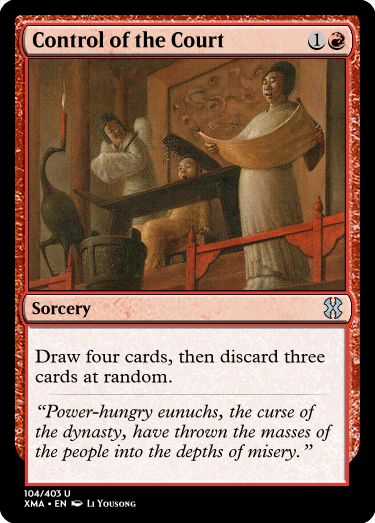 Control of the Court 1
Sorcery
Draw four cards, then discard three
cards at random.
“Power-hungry eunuchs, the curse of
the dynasty, have thrown the masses of
the people into the depths of misery.”
104/403 U
XMA • EN Li Yousong